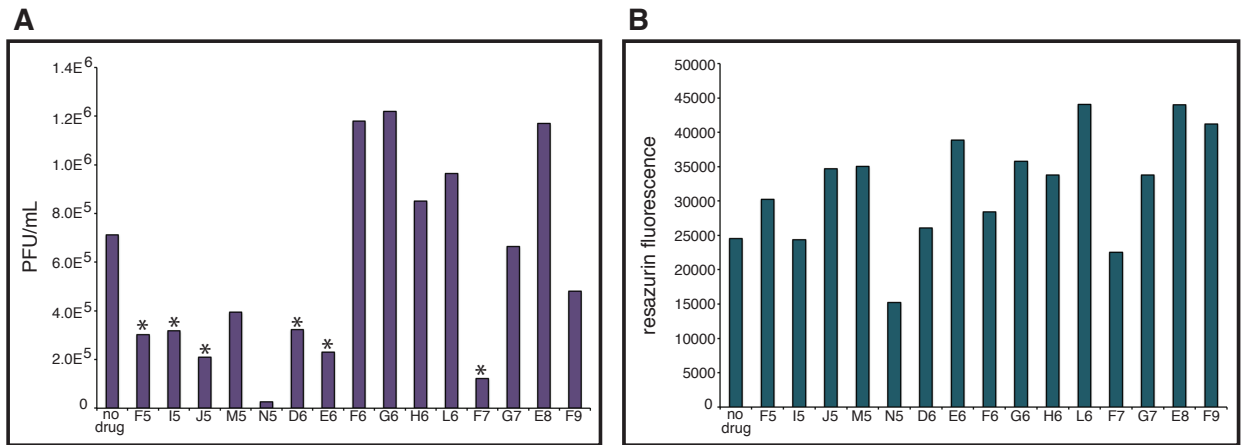 A
B
1.4E6
1.2E6
1.0E6
8.0E5
6.0E5
4.0E5
2.0E5
0
PFU/mL
* * * * * *
no drug F5 I5 J5 M5 N5 D6 E6 F6 G6 H6 L6 F7 G7 E8 F9
50000
45000
40000
35000
30000
25000
20000
15000
10000
5000
0
resazurin fluorescence
no drug F5 I5 J5 M5 N5 D6 E6 F6 G6 H6 L6 F7 G7 E8 F9